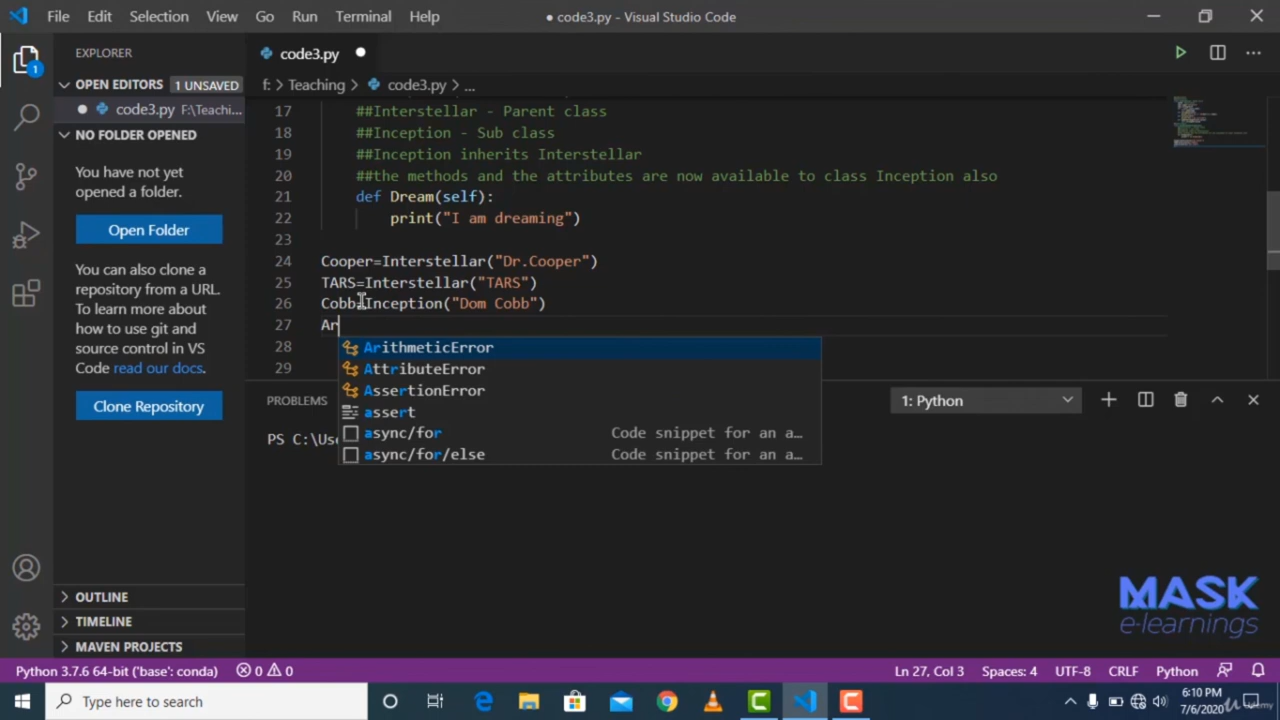 File Edit Selection View Go Run Terminal Help
● code3.py - Visual Studio Code
EXPLORER
OPEN EDITORS 1 UNSAVED
code3.py F:\Teachi...
NO FOLDER OPENED
You have not yet
opened a folder.
Open Folder
You can also clone a
repository from a URL.
To learn more about
how to use git and
source control in VS
Code read our docs.
Clone Repository
OUTLINE
TIMELINE
MAVEN PROJECTS
1
code3.py
f: > Teaching > code3.py > ...
17 ##Interstellar - Parent class
18 ##Inception - Sub class
19 ##Inception inherits Interstellar
20 ##the methods and the attributes are now available to class Inception also
21 def Dream(self):
22 print("I am dreaming")
23
24 Cooper=Interstellar("Dr.Cooper")
25 TARS=Interstellar("TARS")
26 Cobb=Inception("Dom Cobb")
27 Ar
28
29
ArithmeticError
AttributeError
AssertionError
assert
async/for Code snippet for an a...
async/for/else Code snippet for an a...
PROBLEMS
1: Python
PS C:\Use
MASK
e-learnings
Python 3.7.6 64-bit ('base': conda) 0 0
Ln 27, Col 3 Spaces: 4 UTF-8 CRLF Python
Type here to search
6:10 PM
7/6/2020
Udemy